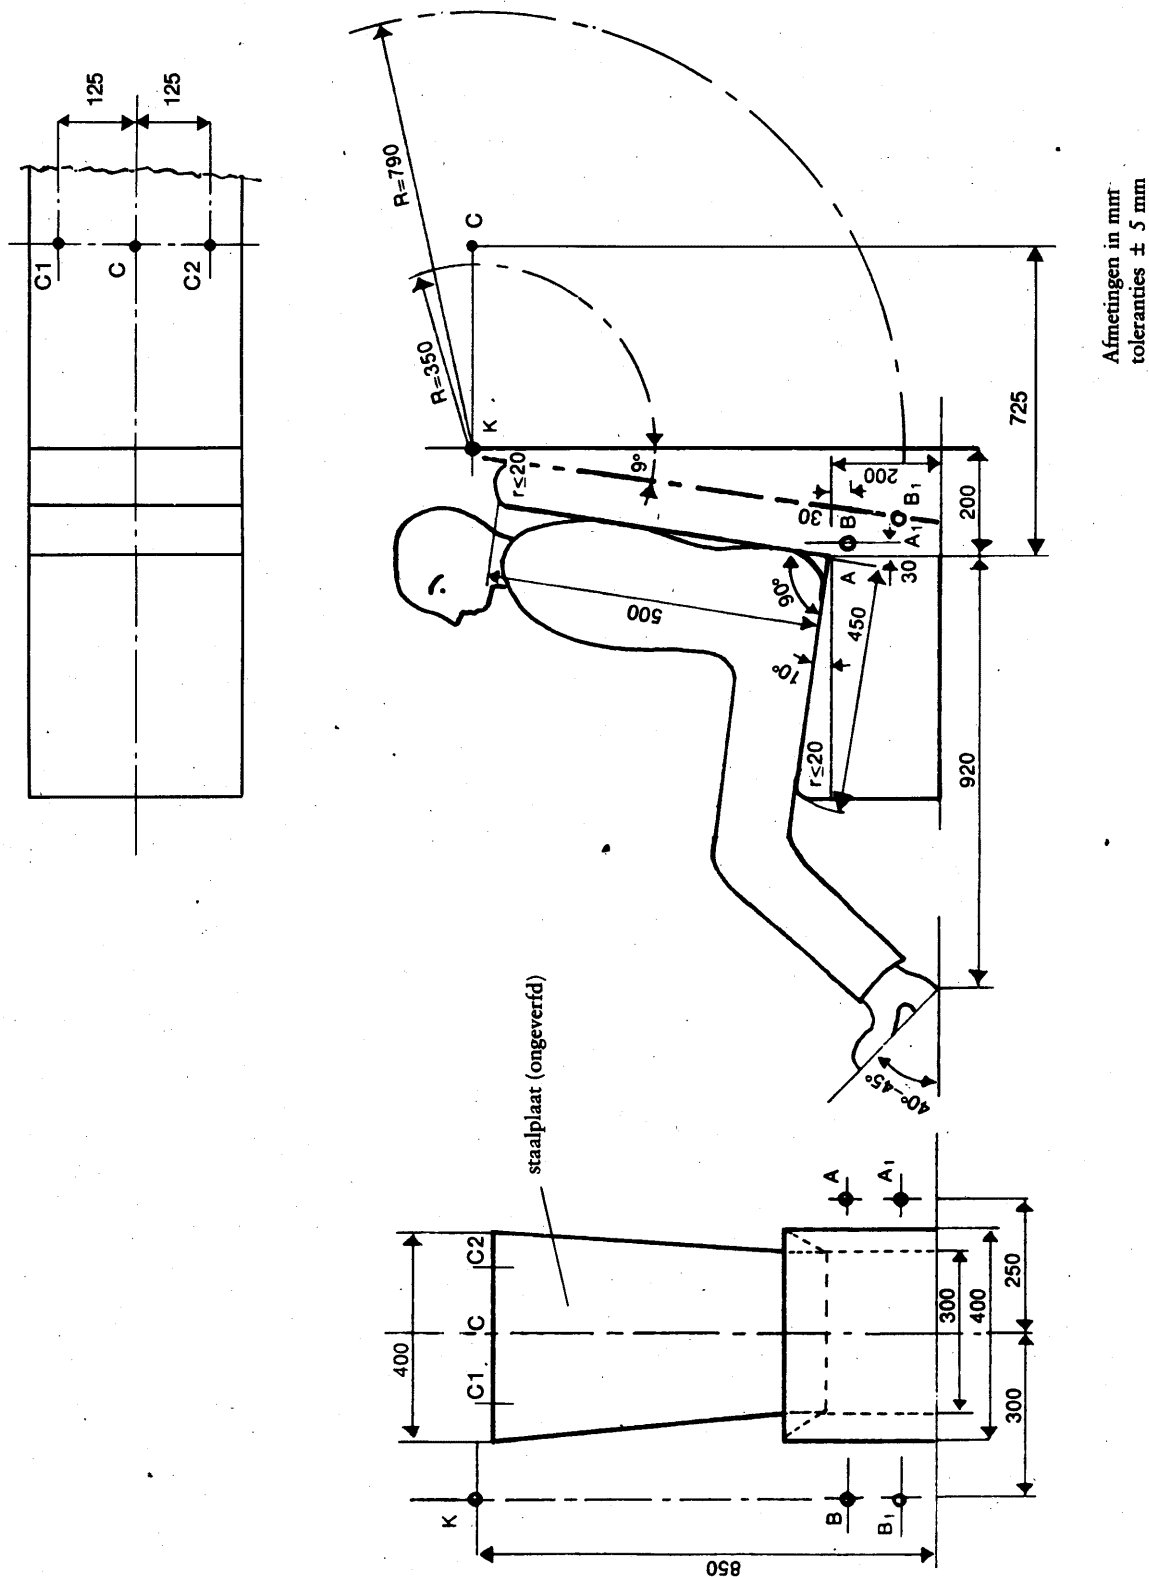 125
125
C1
C
C2
R=790
R=350
K
C
r≤20
9°
500
90°
10°
r≤20
450
A
30
B
30
A1
B1
200
200
725
920
40°-45°
Afmetingen in mm
toleranties ± 5 mm
staalplaat (ongeverfd)
400
C1
C
C2
K
A
A1
B
B1
300
400
300
250
850